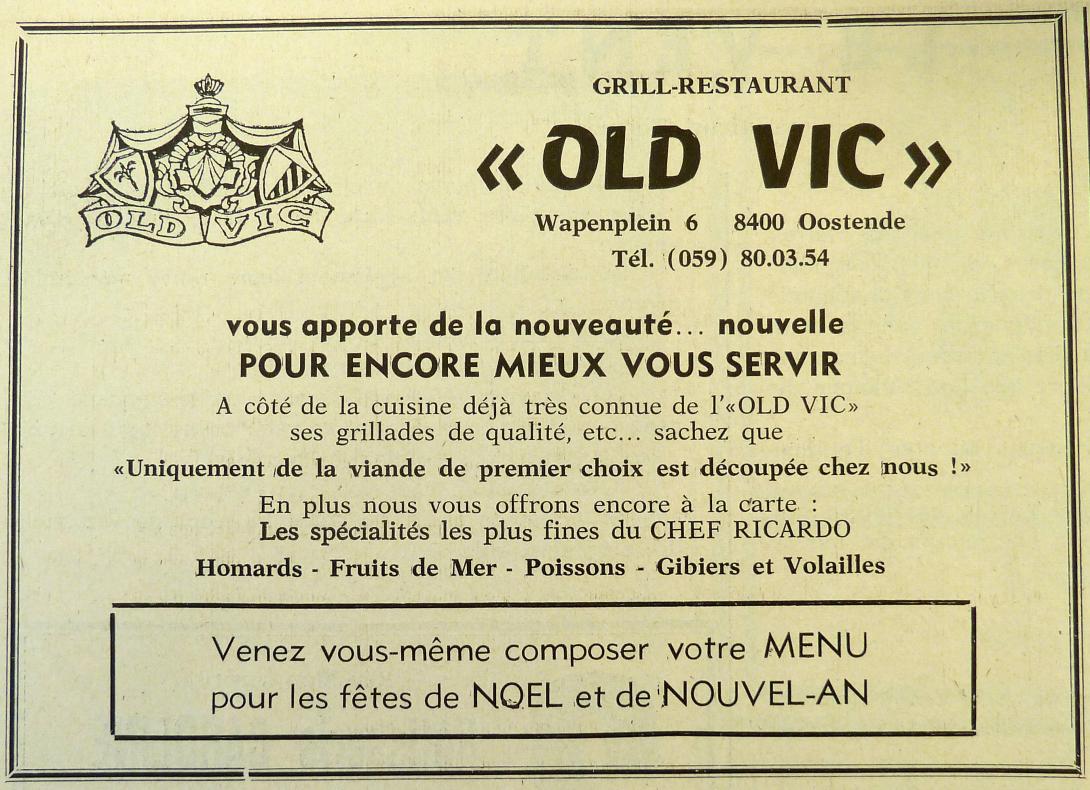 OLD VIC
GRILL-RESTAURANT
« OLD VIC »
Wapenplein 6 8400 Oostende
Tél. (059) 80.03.54
vous apporte de la nouveauté... nouvelle
POUR ENCORE MIEUX VOUS SERVIR
A côté de la cuisine déjà très connue de l'«OLD VIC»
ses grillades de qualité, etc... sachez que
«Uniquement de la viande de premier choix est découpée chez nous !»
En plus nous vous offrons encore à la carte :
Les spécialités les plus fines du CHEF RICARDO
Homards - Fruits de Mer - Poissons - Gibiers et Volailles
Venez vous-même composer votre MENU
pour les fêtes de NOEL et de NOUVEL-AN